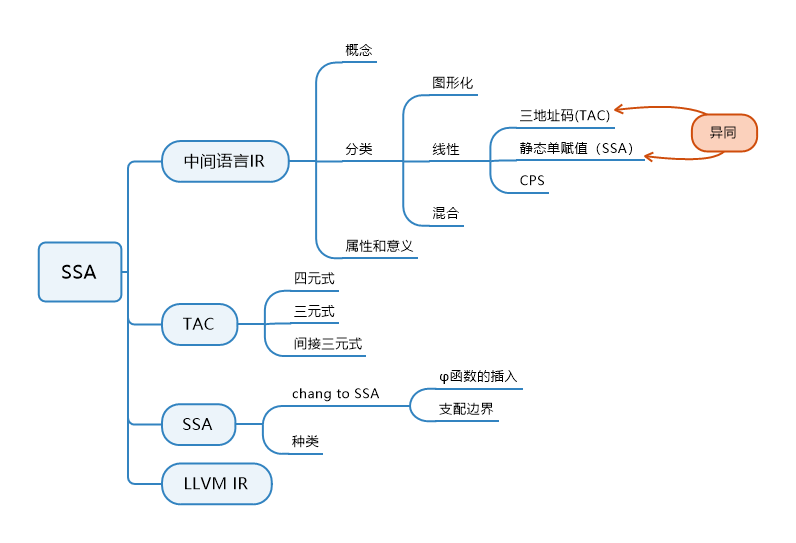 SSA
中间语言IR
概念
分类
图形化
线性
三地址码(TAC)
静态单赋值（SSA）
异同
CPS
混合
属性和意义
TAC
四元式
三元式
间接三元式
SSA
chang to SSA
φ函数的插入
支配边界
种类
LLVM IR